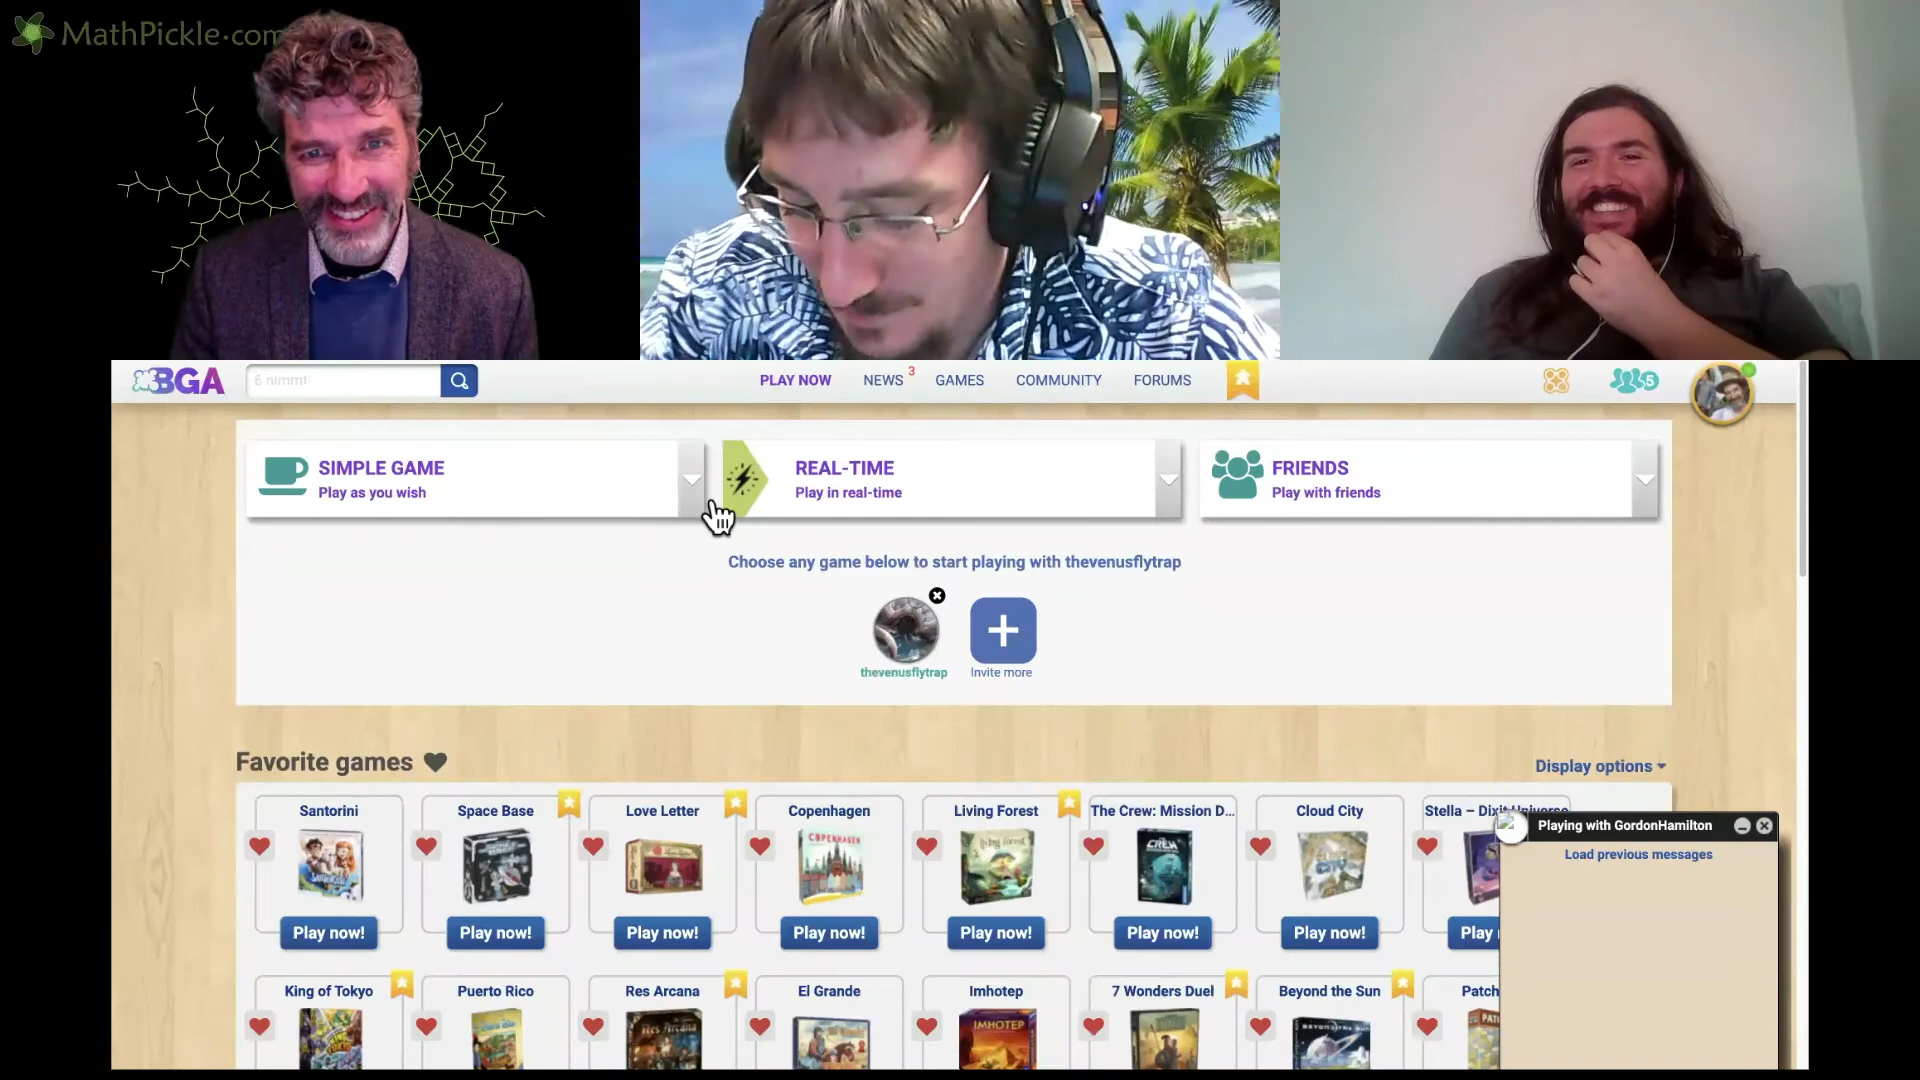 MathPickle.com
BGA
6 nimmt!
PLAY NOW
NEWS 3
GAMES
COMMUNITY
FORUMS
5
SIMPLE GAME
Play as you wish
REAL-TIME
Play in real-time
FRIENDS
Play with friends
Choose any game below to start playing with thevenusflytrap
thevenusflytrap
Invite more
Favorite games
Display options
Santorini
Space Base
Love Letter
Copenhagen
Living Forest
The Crew: Mission D...
Cloud City
Stella – Dixit Universe
COPENHAGEN
Play now!
Play now!
Play now!
Play now!
Play now!
Play now!
Play now!
Play
Playing with GordonHamilton
Load previous messages
King of Tokyo
Puerto Rico
Res Arcana
El Grande
Imhotep
7 Wonders Duel
Beyond the Sun
Patch
IMHOTEP